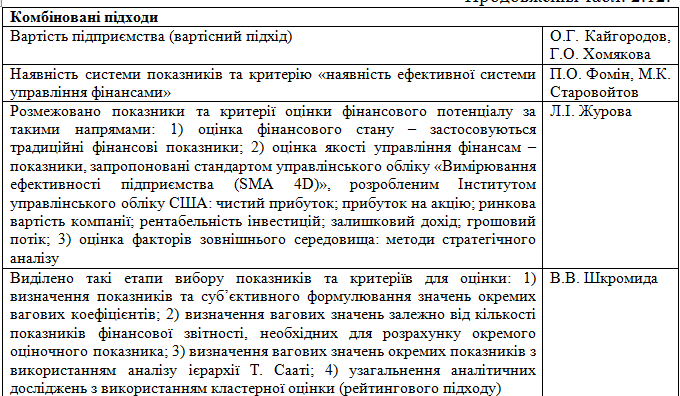 Продовження табл. 2.12.
Комбіновані підходи
Вартість підприємства (вартісний підхід)
О.Г. Кайгородов,
Г.О. Хомякова
Наявність системи показників та критерію «наявність ефективної системи
управління фінансами»
П.О. Фомін, М.К.
Старовойтов
Розмежовано показники та критерії оцінки фінансового потенціалу за
такими напрямами: 1) оцінка фінансового стану – застосовуються
традиційні фінансові показники; 2) оцінка якості управління фінансам –
показники, запропоновані стандартом управлінського обліку «Вимірювання
ефективності підприємства (SMA 4D)», розробленим Інститутом
управлінського обліку США: чистий прибуток; прибуток на акцію; ринкова
вартість компанії; рентабельність інвестицій; залишковий дохід; грошовий
потік; 3) оцінка факторів зовнішнього середовища: методи стратегічного
аналізу
Л.І. Журова
Виділено такі етапи вибору показників та критеріїв для оцінки: 1)
визначення показників та суб’єктивного формулювання значень окремих
вагових коефіцієнтів; 2) визначення вагових значень залежно від кількості
показників фінансової звітності, необхідних для розрахунку окремого
оціночного показника; 3) визначення вагових значень окремих показників з
використанням аналізу ієрархії Т. Сааті; 4) узагальнення аналітичних
досліджень з використанням кластерної оцінки (рейтингового підходу)
В.В. Шкромида